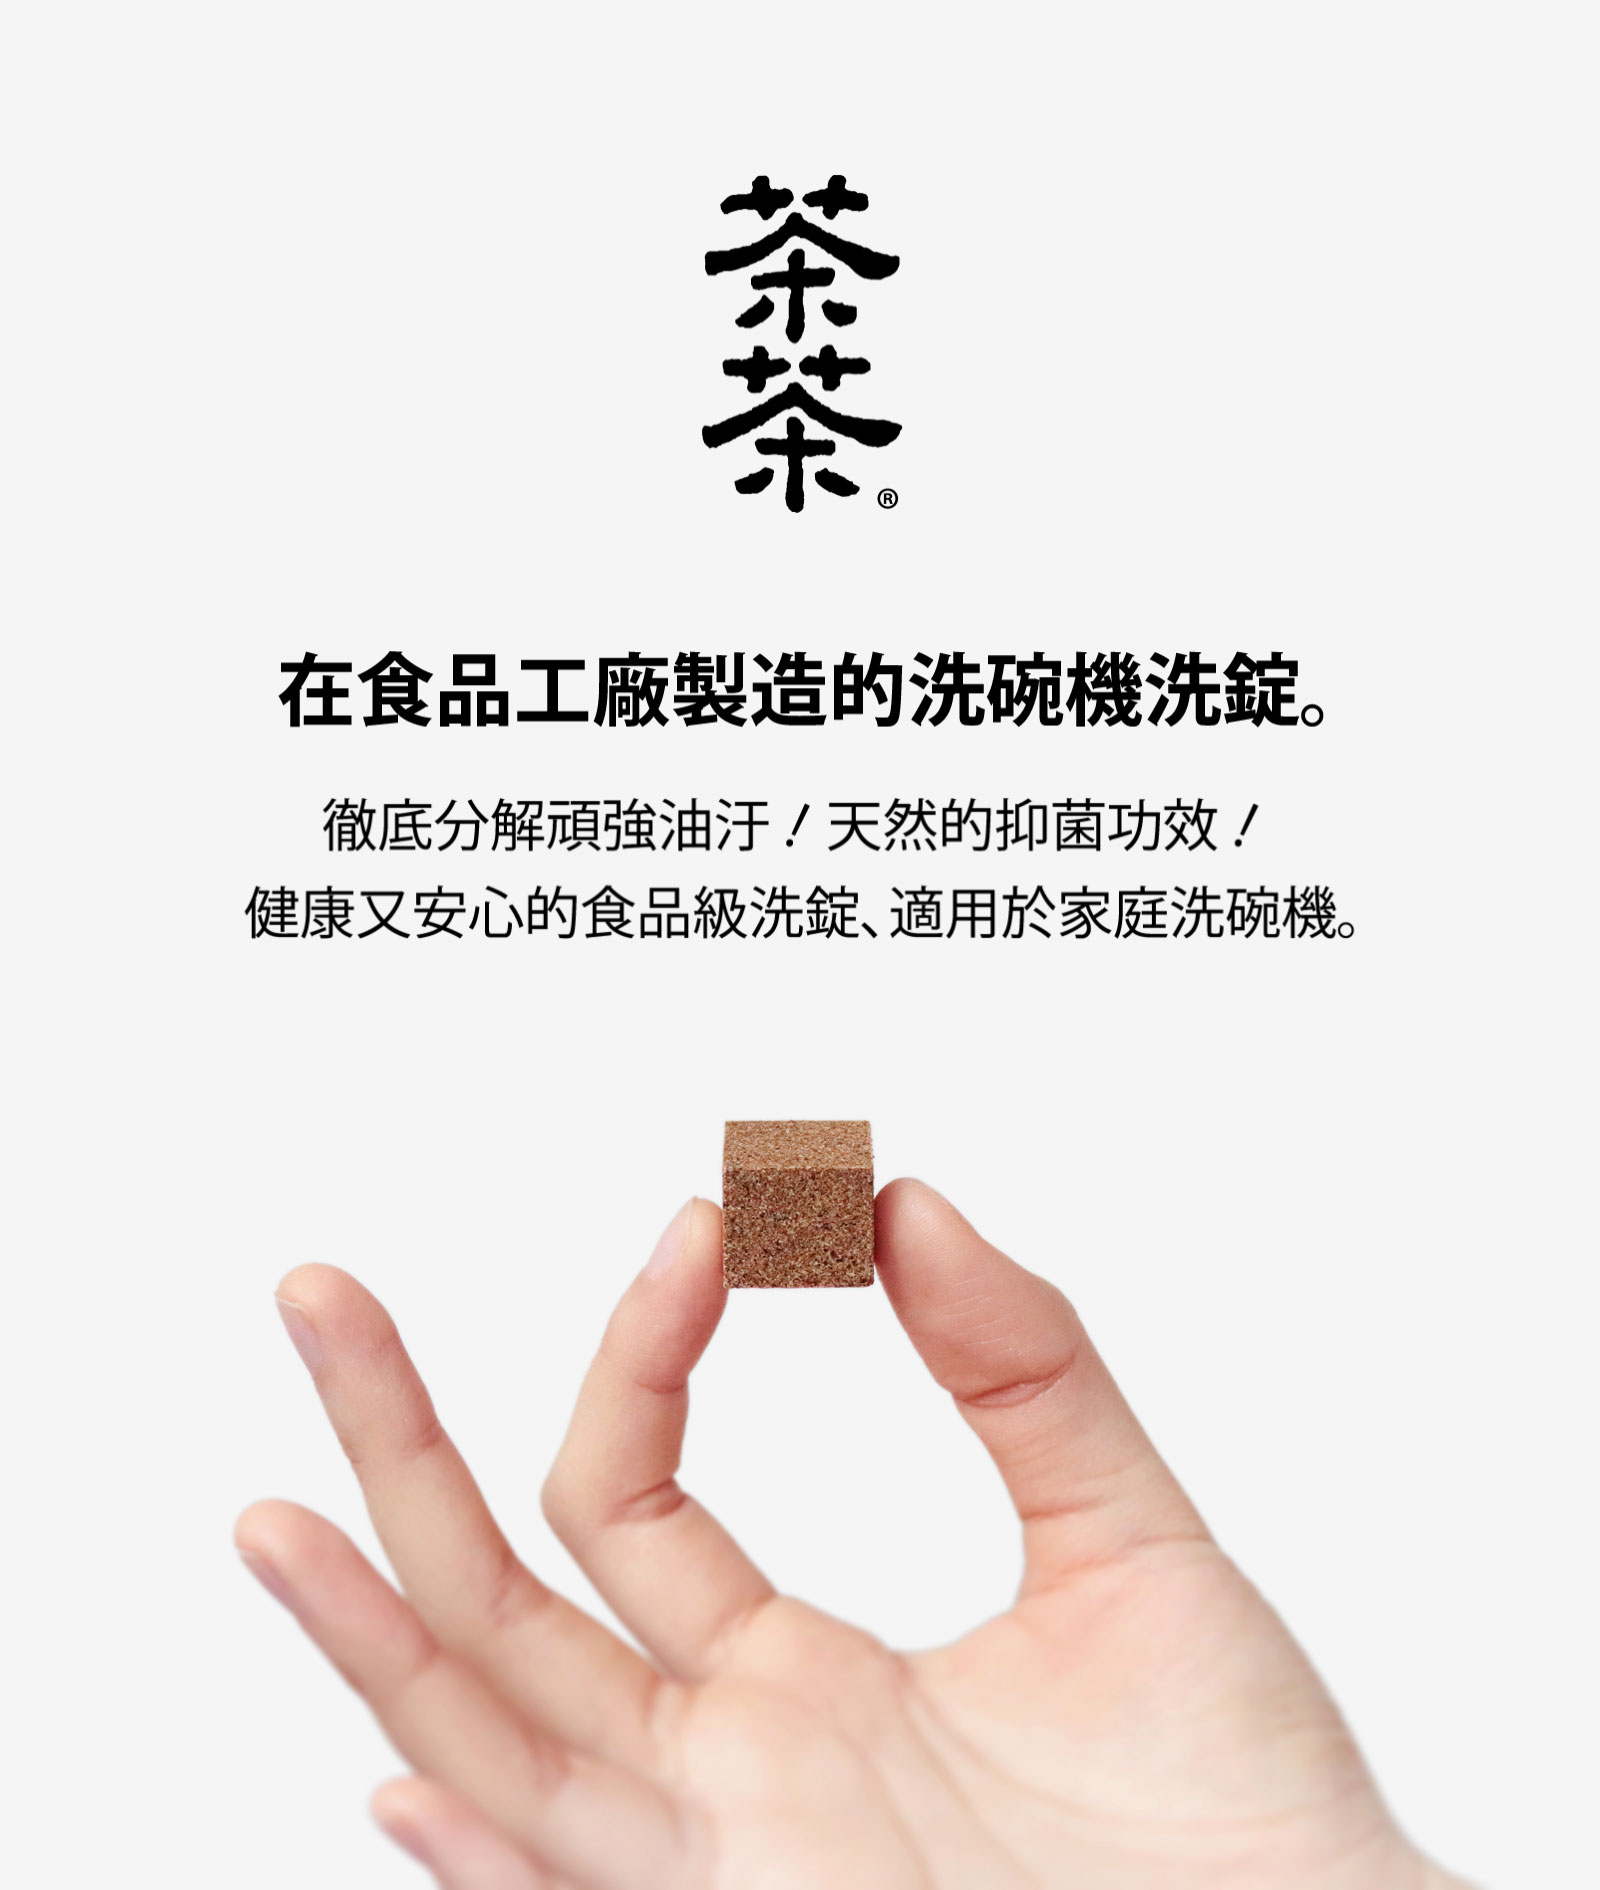 茶
茶®
在食品工廠製造的洗碗機洗錠。
徹底分解頑強油汙！天然的抑菌功效！
健康又安心的食品級洗錠、適用於家庭洗碗機。